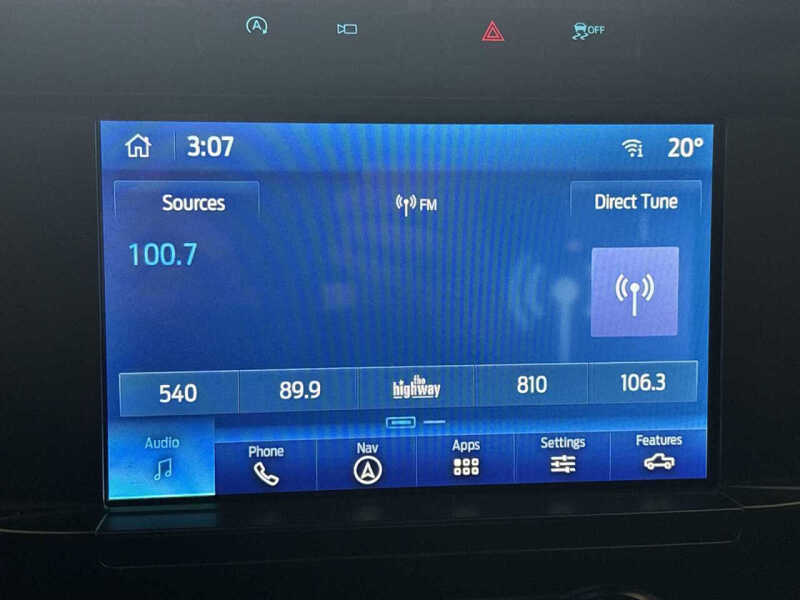 A
OFF
3:07
20°
Sources
FM
Direct Tune
100.7
540
89.9
the
highway
810
106.3
Audio
Phone
Nav
Apps
Settings
Features